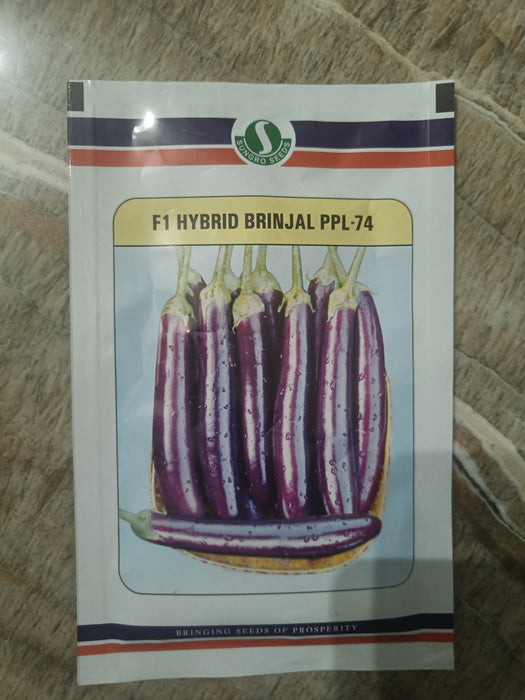 SUNGRO SEEDS
F1 HYBRID BRINJAL PPL-74
BRINGING SEEDS OF PROSPERITY